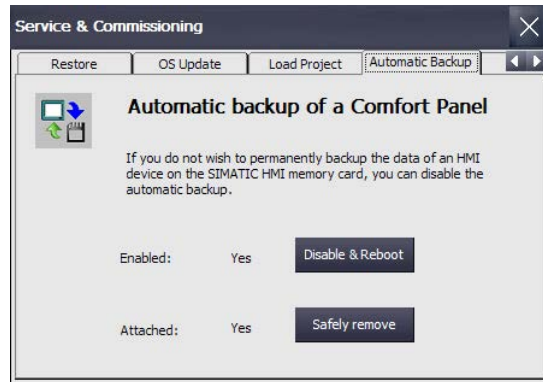 Service & Commissioning
Restore
OS Update
Load Project
Automatic Backup
Automatic backup of a Comfort Panel
If you do not wish to permanently backup the data of an HMI
device on the SIMATIC HMI memory card, you can disable the
automatic backup.
Enabled: Yes Disable & Reboot
Attached: Yes Safely remove